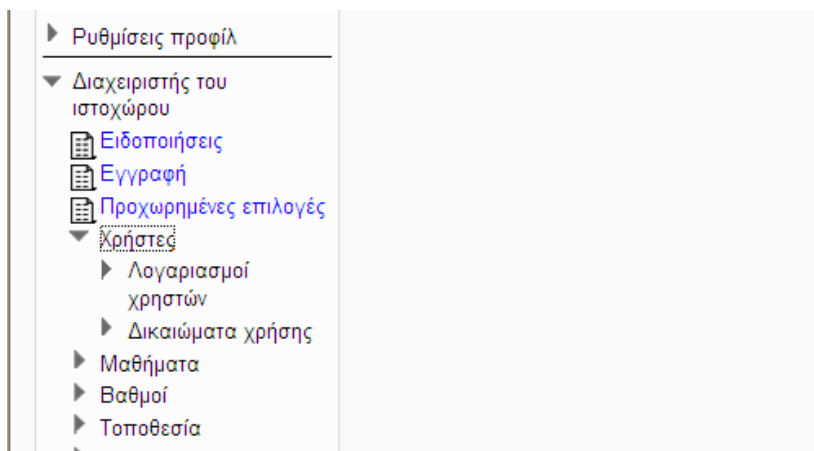 Ρυθμίσεις προφίλ
Διαχειριστής του
ιστοχώρου
Ειδοποιήσεις
Εγγραφή
Προχωρημένες επιλογές
Χρήστες
Λογαριασμοί
χρηστών
Δικαιώματα χρήσης
Μαθήματα
Βαθμοί
Τοποθεσία